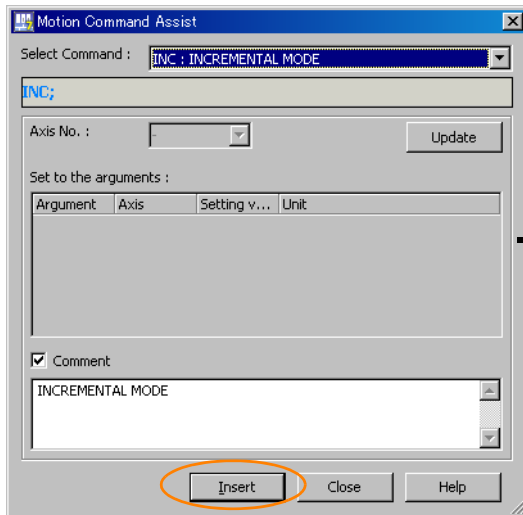 Motion Command Assist
Select Command : INC : INCREMENTAL MODE
INC;
Axis No. : - Update
Set to the arguments :
Argument Axis Setting v... Unit
Comment
INCREMENTAL MODE
Insert Close Help